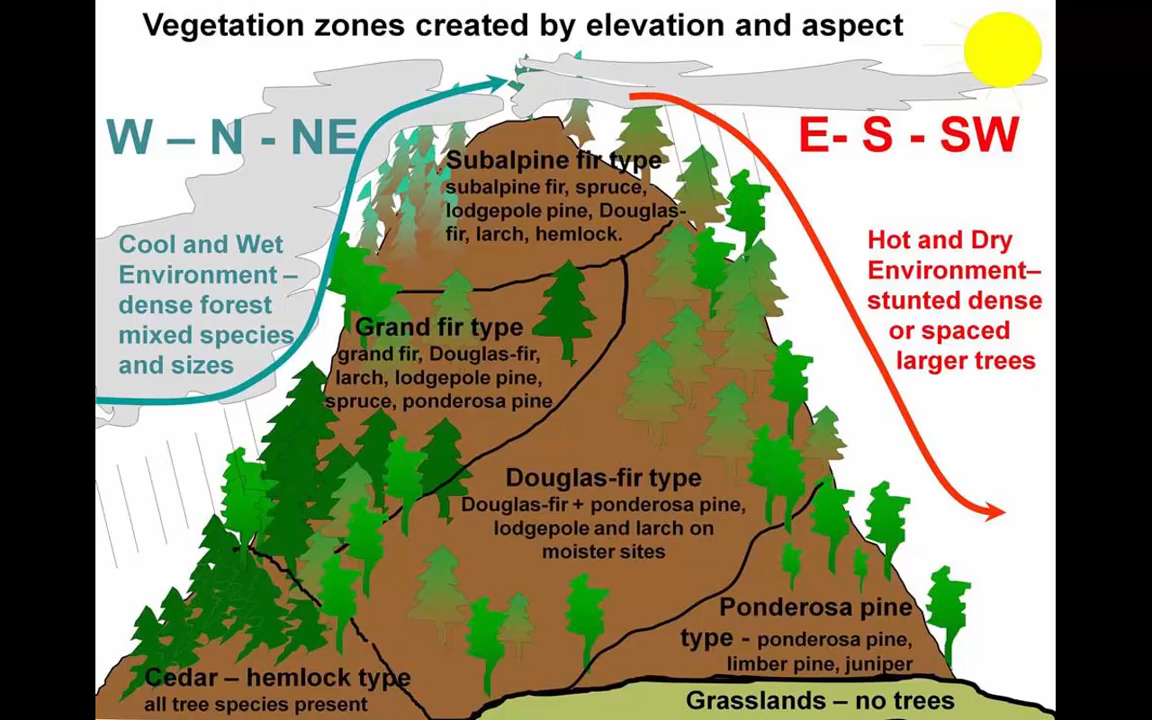 Vegetation zones created by elevation and aspect
W – N - NE
E- S - SW
Subalpine fir type
subalpine fir, spruce,
lodgepole pine, Douglas-
fir, larch, hemlock.
Cool and Wet
Environment –
dense forest
mixed species
and sizes
Hot and Dry
Environment–
stunted dense
or spaced
larger trees
Grand fir type
grand fir, Douglas-fir,
larch, lodgepole pine,
spruce, ponderosa pine
Douglas-fir type
Douglas-fir + ponderosa pine,
lodgepole and larch on
moister sites
Ponderosa pine
type - ponderosa pine,
limber pine, juniper
Cedar – hemlock type
all tree species present
Grasslands – no trees